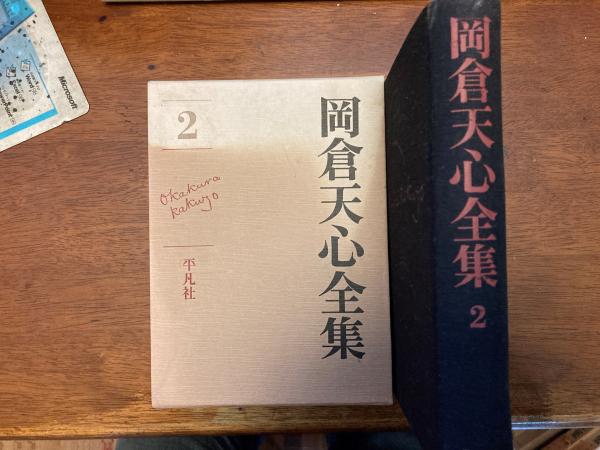 岡倉天心全集
2
Okakura
Kakuzo
平凡社
岡倉天心全集
2
Microsoft